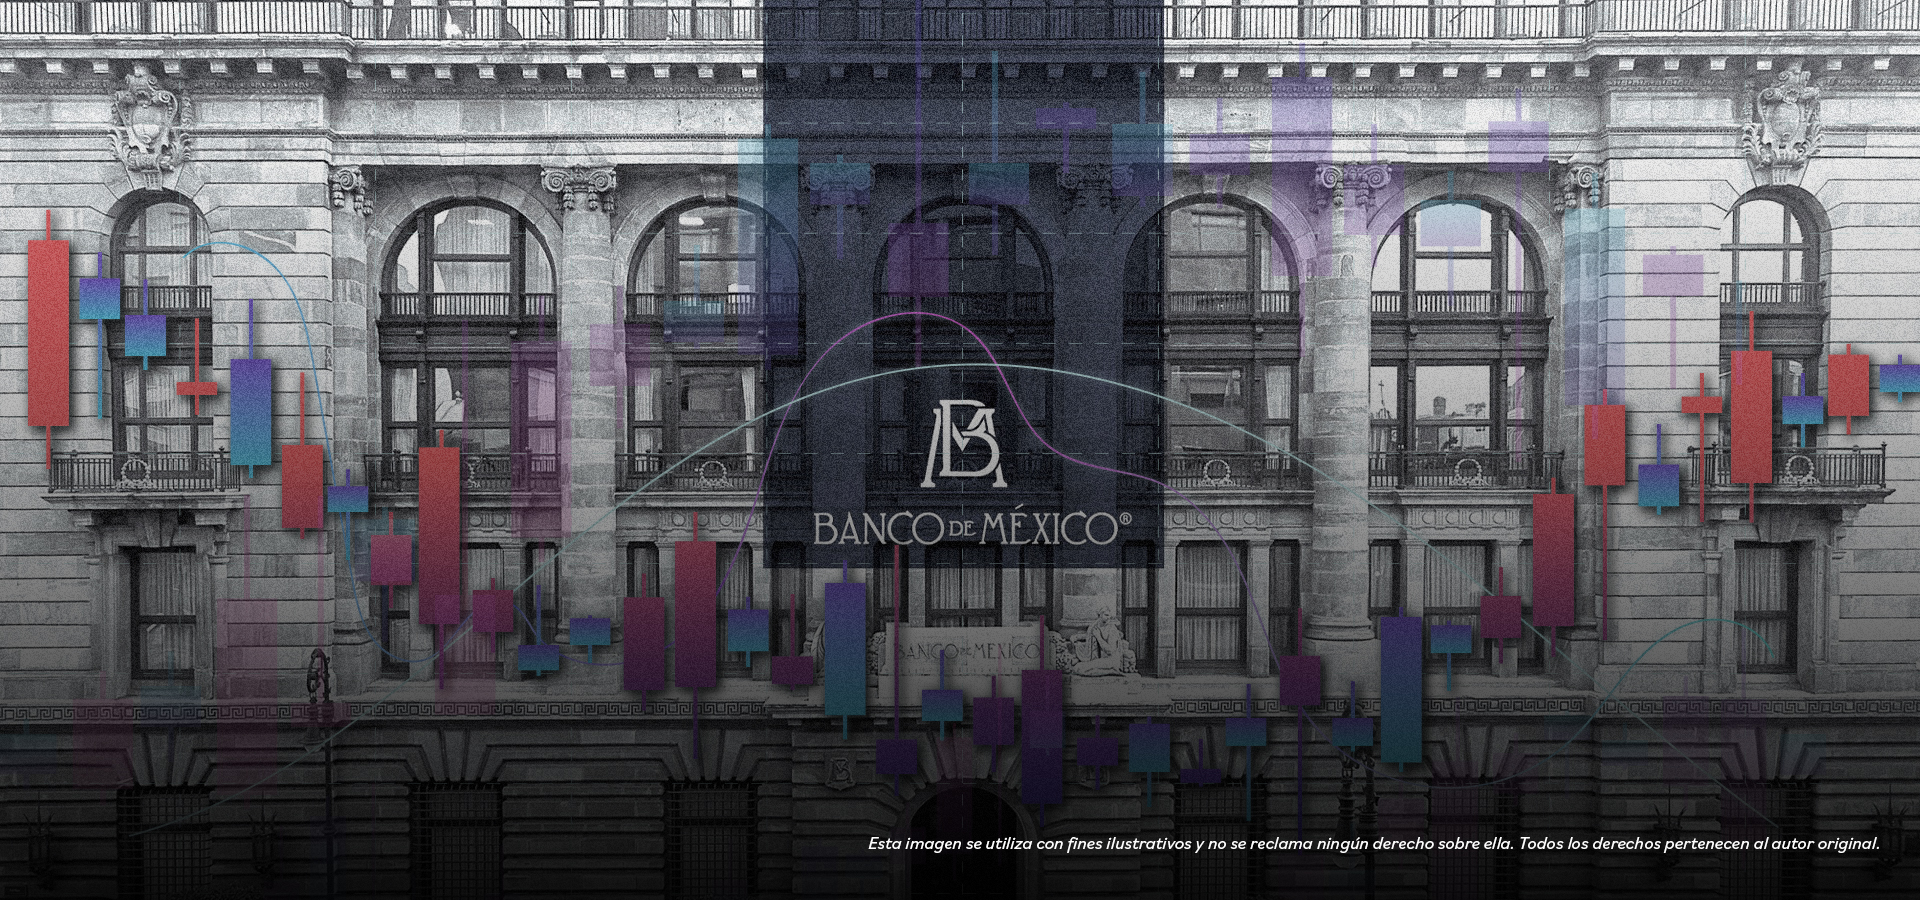 BANCO DE MÉXICO®
BANCO DE MEXICO
Esta imagen se utiliza con fines ilustrativos y no se reclama ningún derecho sobre ella. Todos los derechos pertenecen al autor original.